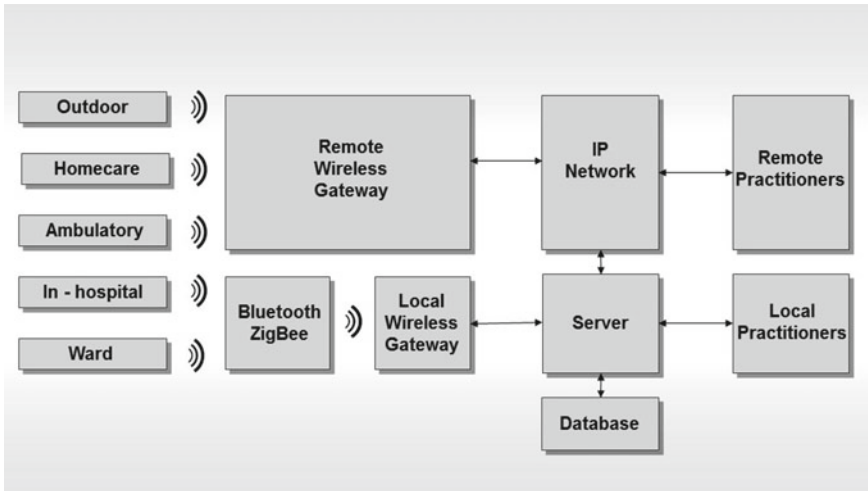 Outdoor
Homecare
Ambulatory
In - hospital
Ward
Remote
Wireless
Gateway
Bluetooth
ZigBee
Local
Wireless
Gateway
IP
Network
Server
Database
Remote
Practitioners
Local
Practitioners